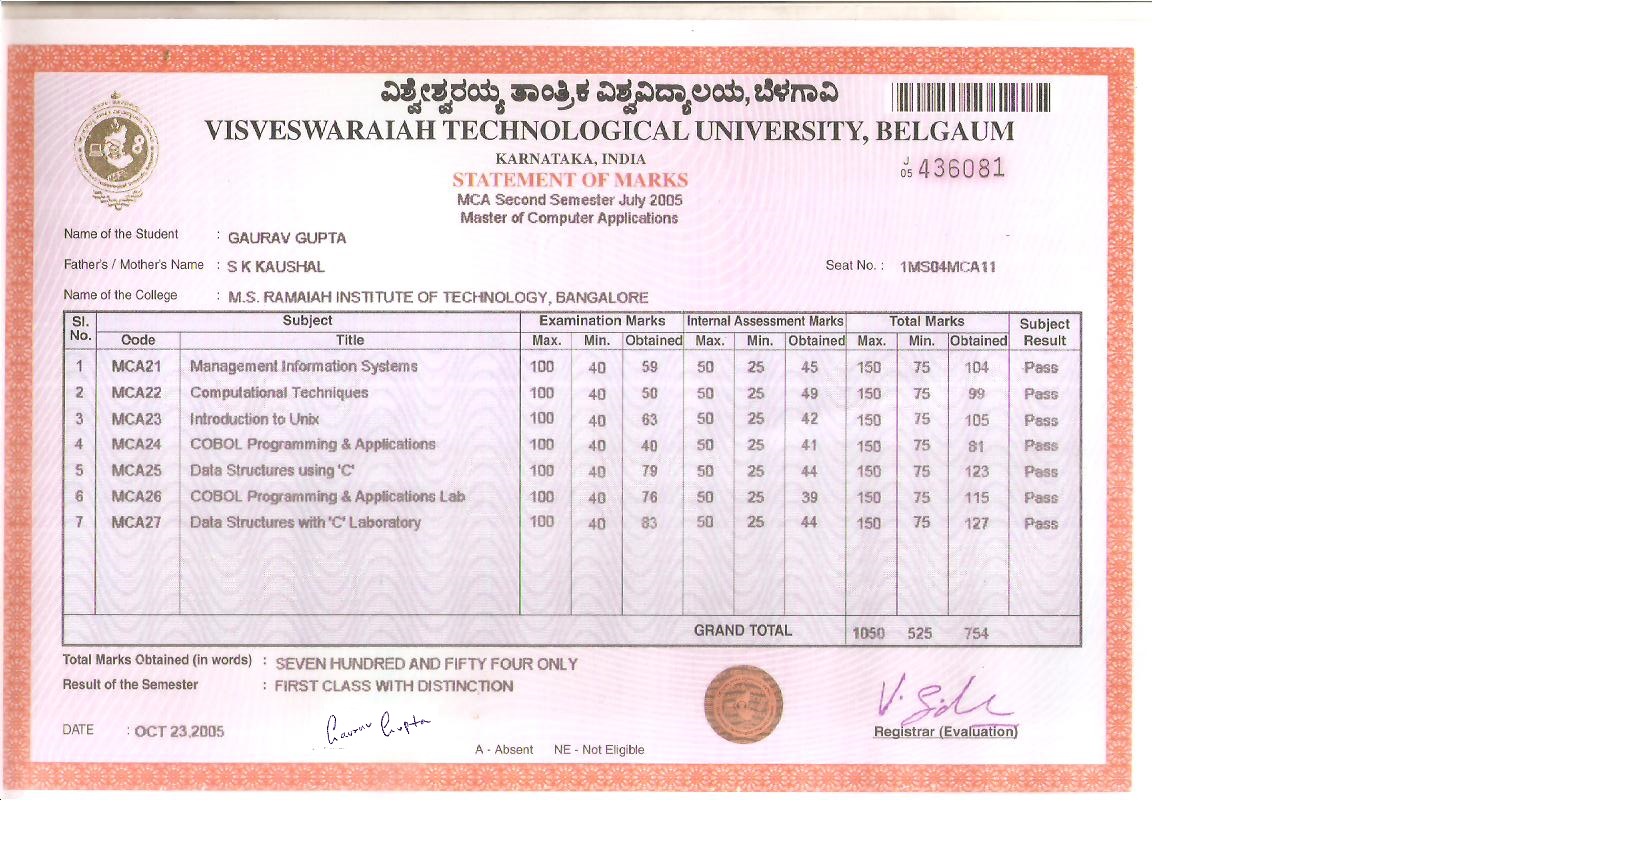 ವಿಶ್ವೇಶ್ವರಯ್ಯ ತಾಂತ್ರಿಕ ವಿಶ್ವವಿದ್ಯಾಲಯ, ಬೆಳಗಾವಿ
VISVESWARAIAH TECHNOLOGICAL UNIVERSITY, BELGAUM
KARNATAKA, INDIA
J 05 436081
STATEMENT OF MARKS
MCA Second Semester July 2005
Master of Computer Applications
Name of the Student : GAURAV GUPTA
Father's / Mother's Name : S K KAUSHAL Seat No. : 1MS04MCA11
Name of the College : M.S. RAMAIAH INSTITUTE OF TECHNOLOGY, BANGALORE
Sl. No. Subject Examination Marks Internal Assessment Marks Total Marks Subject Result
Code Title Max. Min. Obtained Max. Min. Obtained Max. Min. Obtained
1 MCA21 Management Information Systems 100 40 59 50 25 45 150 75 104 Pass
2 MCA22 Computational Techniques 100 40 50 50 25 49 150 75 99 Pass
3 MCA23 Introduction to Unix 100 40 63 50 25 42 150 75 105 Pass
4 MCA24 COBOL Programming & Applications 100 40 40 50 25 41 150 75 81 Pass
5 MCA25 Data Structures using 'C' 100 40 79 50 25 44 150 75 123 Pass
6 MCA26 COBOL Programming & Applications Lab 100 40 76 50 25 39 150 75 115 Pass
7 MCA27 Data Structures with 'C' Laboratory 100 40 83 50 25 44 150 75 127 Pass
GRAND TOTAL 1050 525 754
Total Marks Obtained (in words) : SEVEN HUNDRED AND FIFTY FOUR ONLY
Result of the Semester : FIRST CLASS WITH DISTINCTION
DATE : OCT 23,2005 Gaurav Gupta
Registrar (Evaluation)
A - Absent NE - Not Eligible